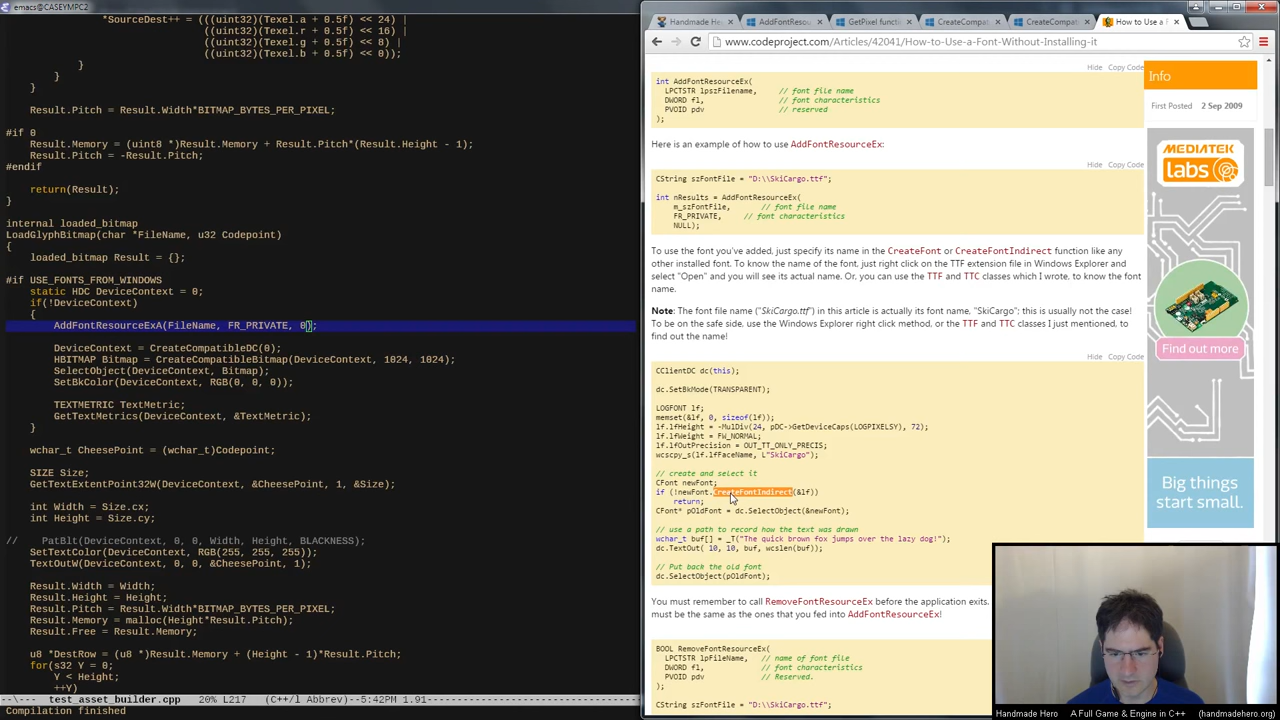 emacs@CASEYMPC2
*SourceDest++ = (((uint32)(Texel.a + 0.5f) << 24) |
((uint32)(Texel.r + 0.5f) << 16) |
((uint32)(Texel.g + 0.5f) << 8) |
((uint32)(Texel.b + 0.5f) << 0));
}
}
}
Result.Pitch = Result.Width*BITMAP_BYTES_PER_PIXEL;
#if 0
Result.Memory = (uint8 *)Result.Memory + Result.Pitch*(Result.Height - 1);
Result.Pitch = -Result.Pitch;
#endif
return(Result);
}
internal loaded_bitmap
LoadGlyphBitmap(char *FileName, u32 Codepoint)
{
loaded_bitmap Result = {};
#if USE_FONTS_FROM_WINDOWS
static HDC DeviceContext = 0;
if(!DeviceContext)
{
AddFontResourceExA(FileName, FR_PRIVATE, 0);
DeviceContext = CreateCompatibleDC(0);
HBITMAP Bitmap = CreateCompatibleBitmap(DeviceContext, 1024, 1024);
SelectObject(DeviceContext, Bitmap);
SetBkColor(DeviceContext, RGB(0, 0, 0));
TEXTMETRIC TextMetric;
GetTextMetrics(DeviceContext, &TextMetric);
}
wchar_t CheesePoint = (wchar_t)Codepoint;
SIZE Size;
GetTextExtentPoint32W(DeviceContext, &CheesePoint, 1, &Size);
int Width = Size.cx;
int Height = Size.cy;
// PatBlt(DeviceContext, 0, 0, Width, Height, BLACKNESS);
SetTextColor(DeviceContext, RGB(255, 255, 255));
TextOutW(DeviceContext, 0, 0, &CheesePoint, 1);
Result.Width = Width;
Result.Height = Height;
Result.Pitch = Result.Width*BITMAP_BYTES_PER_PIXEL;
Result.Memory = malloc(Height*Result.Pitch);
Result.Free = Result.Memory;
u8 *DestRow = (u8 *)Result.Memory + (Height - 1)*Result.Pitch;
for(s32 Y = 0;
Y < Height;
++Y)
-\--- test_asset_builder.cpp 20% L217 (C++/l Abbrev)--5:42PM 1.91
Compilation finished
Handmade He
AddFontResou
GetPixel function
CreateCompat
CreateCompat
How to Use a F
www.codeproject.com/Articles/42041/How-to-Use-a-Font-Without-Installing-it
Hide Copy Code
int AddFontResourceEx(
LPCTSTR lpszFilename, // font file name
DWORD fl, // font characteristics
PVOID pdv // reserved
);
Here is an example of how to use AddFontResourceEx:
Hide Copy Code
CString szFontFile = "D:\\SkiCargo.ttf";
int nResults = AddFontResourceEx(
m_szFontFile, // font file name
FR_PRIVATE, // font characteristics
NULL);
To use the font you've added, just specify its name in the CreateFont or CreateFontIndirect function like any
other installed font. To know the name of the font, just right click on the TTF extension file in Windows Explorer and
select "Open" and you will see its actual name. Or, you can use the TTF and TTC classes which I wrote, to know the font
name.
Note: The font file name ("SkiCargo.ttf") in this article is actually its font name, "SkiCargo"; this is usually not the case!
To be on the safe side, use the Windows Explorer right click method, or the TTF and TTC classes I just mentioned, to
find out the name!
Hide Copy Code
CClientDC dc(this);
dc.SetBkMode(TRANSPARENT);
LOGFONT lf;
memset(&lf, 0, sizeof(lf));
lf.lfHeight = -MulDiv(24, pDC->GetDeviceCaps(LOGPIXELSY), 72);
lf.lfWeight = FW_NORMAL;
lf.lfOutPrecision = OUT_TT_ONLY_PRECIS;
wcscpy_s(lf.lfFaceName, L"SkiCargo");
// create and select it
CFont newFont;
if (!newFont.CreateFontIndirect(&lf))
return;
CFont* pOldFont = dc.SelectObject(&newFont);
// use a path to record how the text was drawn
wchar_t buf[] = _T("The quick brown fox jumps over the lazy dog!");
dc.TextOut( 10, 10, buf, wcslen(buf));
// Put back the old font
dc.SelectObject(pOldFont);
You must remember to call RemoveFontResourceEx before the application exits.
must be the same as the ones that you fed into AddFontResourceEx!
BOOL RemoveFontResourceEx(
LPCTSTR lpFileName, // name of font file
DWORD fl, // font characteristics
PVOID pdv // Reserved.
);
CString szFontFile = "D:\\SkiCargo.ttf";
Info
First Posted 2 Sep 2009
MEDIATEK
labs
Find out more
Big things
start small.
Handmade Hero A Full Game & Engine in C++ (handmadehero.org)